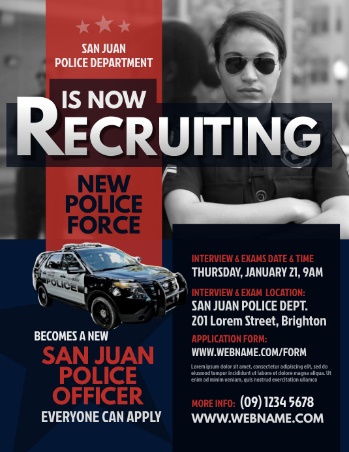 SAN JUAN
POLICE DEPARTMENT
IS NOW
RECRUITING
NEW
POLICE
FORCE
POLICE
INTERVIEW & EXAMS DATE & TIME
THURSDAY, JANUARY 21, 9AM
INTERVIEW & EXAM LOCATION:
SAN JUAN POLICE DEPT.
201 Lorem Street, Brighton
APPLICATION FORM:
WWW.WEBNAME.COM/FORM
Lorem ipsum dolor sit amet, consectetur adipiscing elit, sed do
eiusmod tempor incididunt ut labore et dolore magna aliqua. Ut
enim ad minim veniam, quis nostrud exercitation ullamco
MORE INFO: (09) 1234 5678
WWW.WEBNAME.COM
BECOMES A NEW
SAN JUAN
POLICE
OFFICER
EVERYONE CAN APPLY